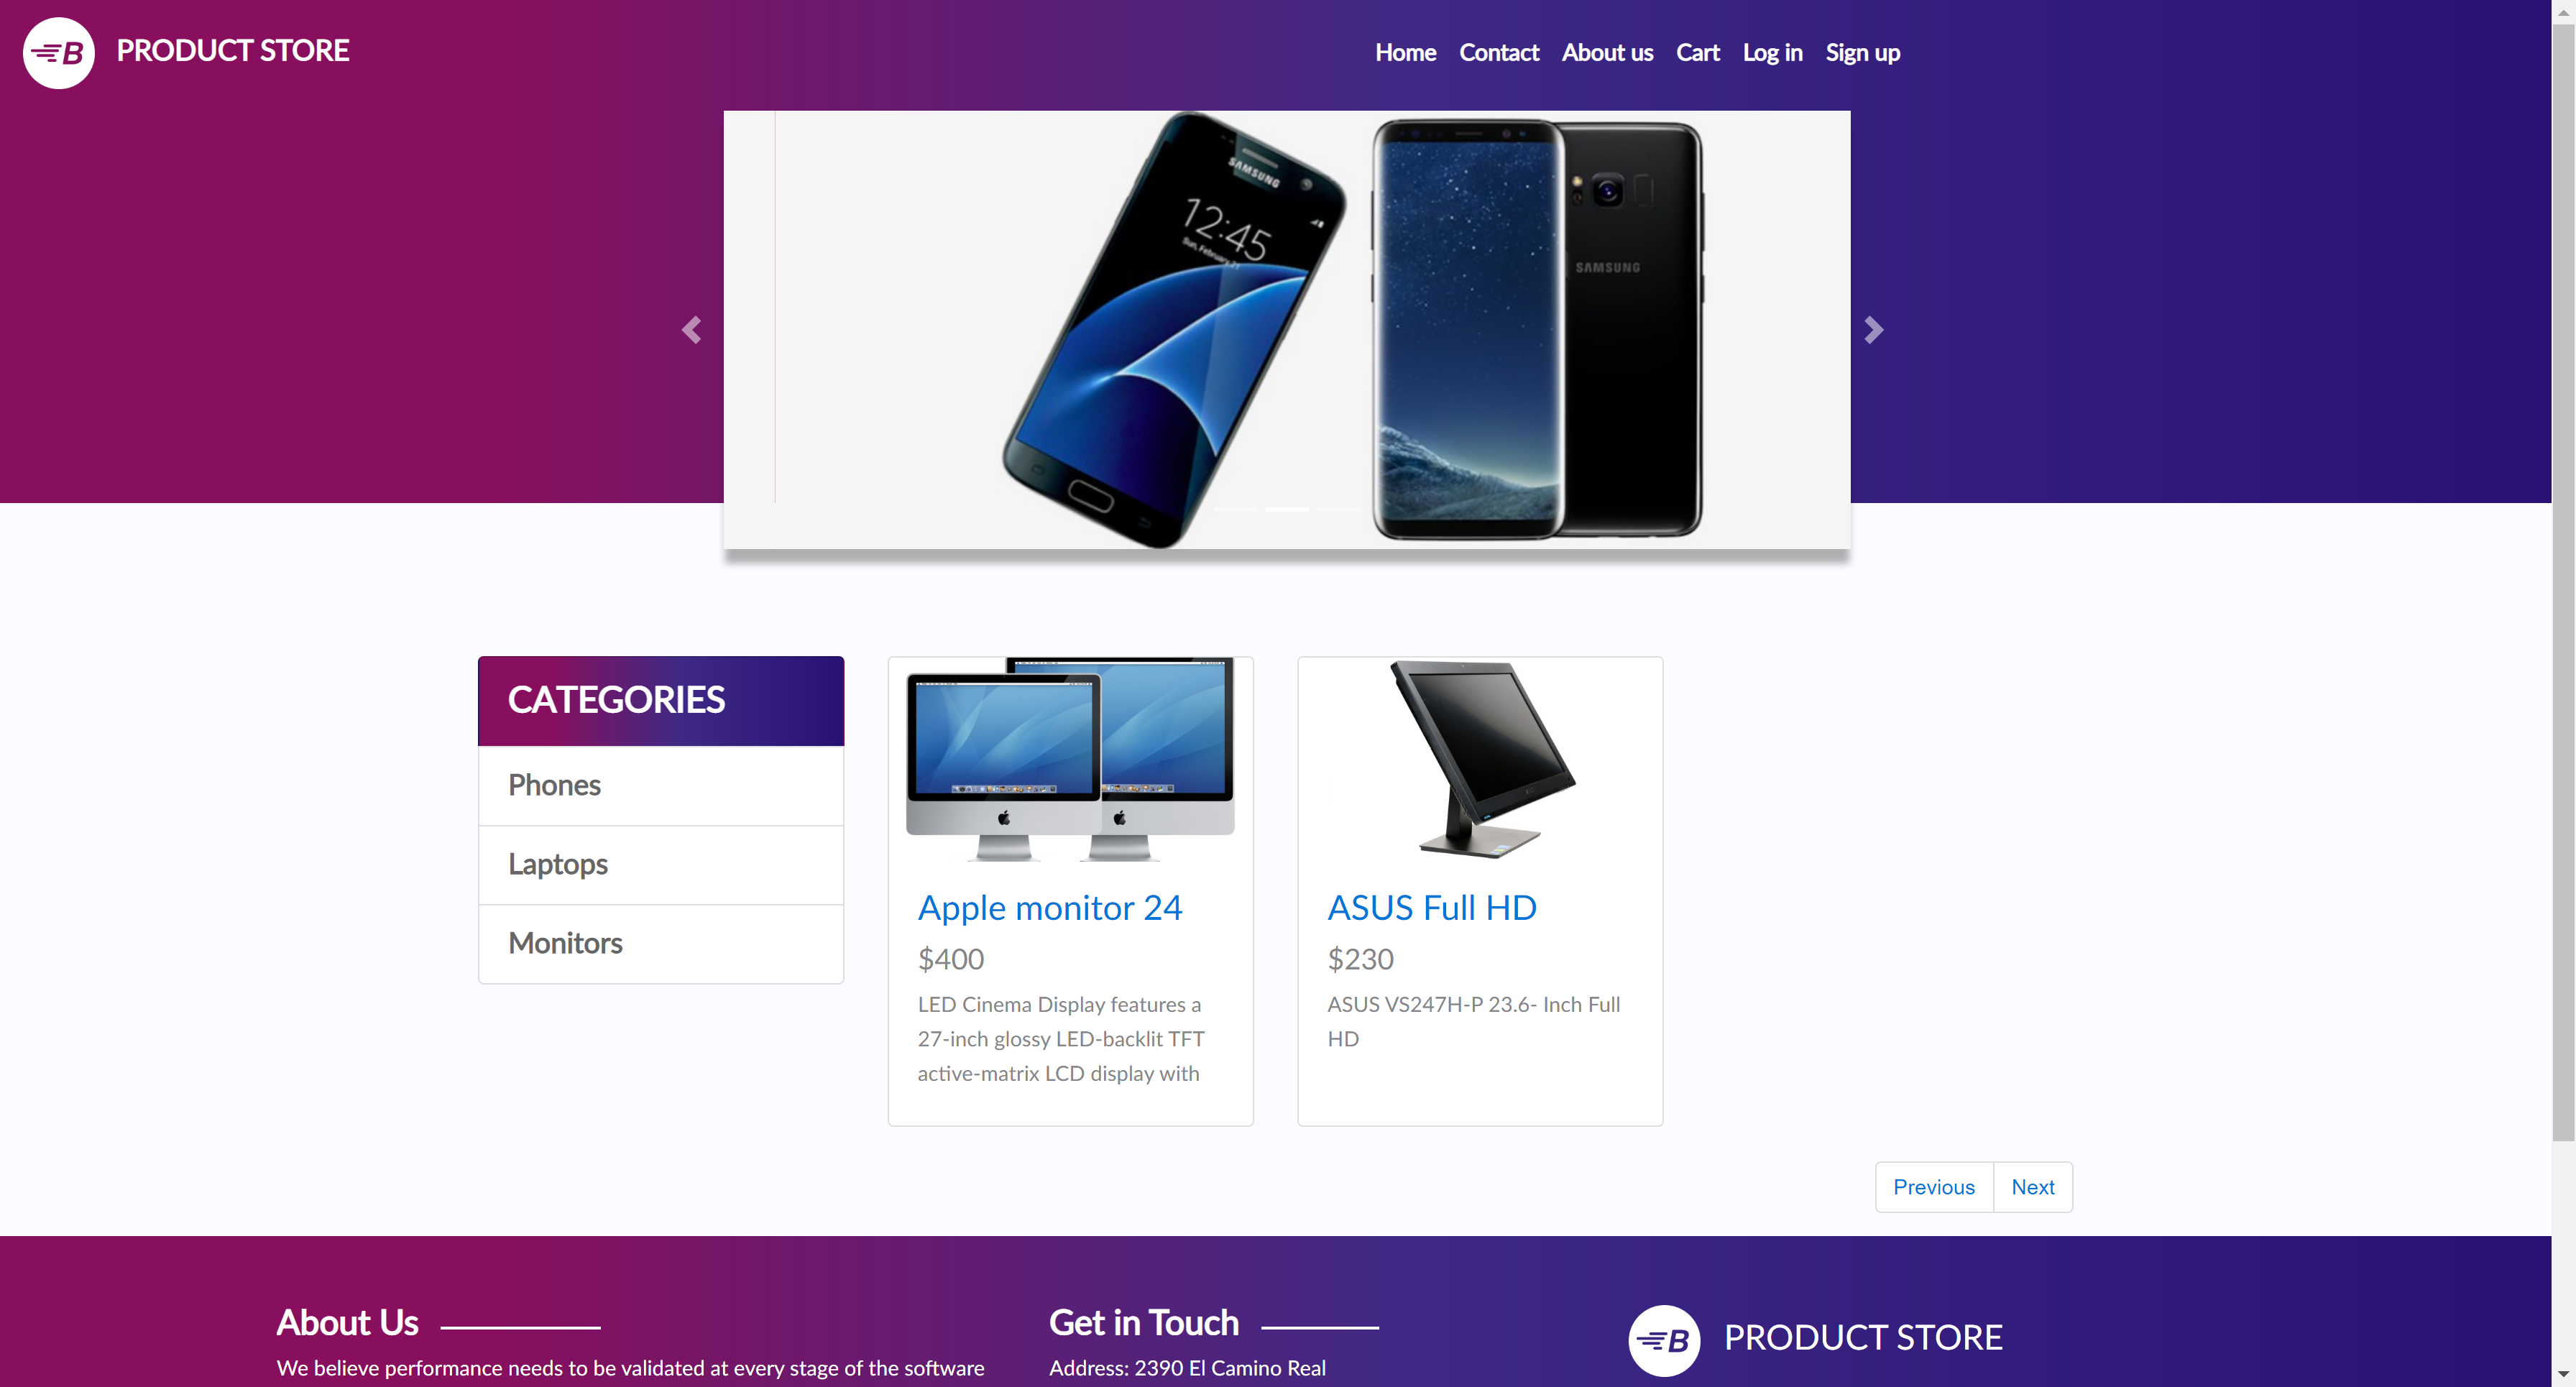 B PRODUCT STORE
Home Contact About us Cart Log in Sign up
SAMSUNG
12:45
Sun, February 21
SAMSUNG
CATEGORIES
Phones
Laptops
Monitors
Apple monitor 24
$400
LED Cinema Display features a
27-inch glossy LED-backlit TFT
active-matrix LCD display with
ASUS Full HD
$230
ASUS VS247H-P 23.6- Inch Full
HD
Previous Next
About Us
We believe performance needs to be validated at every stage of the software
Get in Touch
Address: 2390 El Camino Real
B PRODUCT STORE